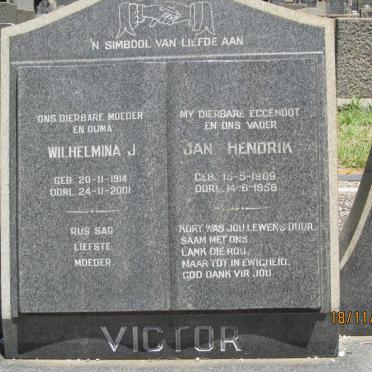 'N SIMBOOL VAN LIEFDE AAN
ONS DIERBARE MOEDER
EN OUMA
WILHELMINA J.
GEB. 20-11-1914
OORL. 24-11-2001
RUS SAG
LIEFSTE
MOEDER.
MY DIERBARE EGGENOOT
EN ONS VADER
JAN HENDRIK
GEB. 15-5-1909
OORL. 14-6-1958
KORT WAS JOU LEWENS DUUR.
SAAM MET ONS.
LANK DIE ROU,
MAAR TOT IN EWIGHEID.
GOD DANK VIR JOU.
VICTOR
18/11/